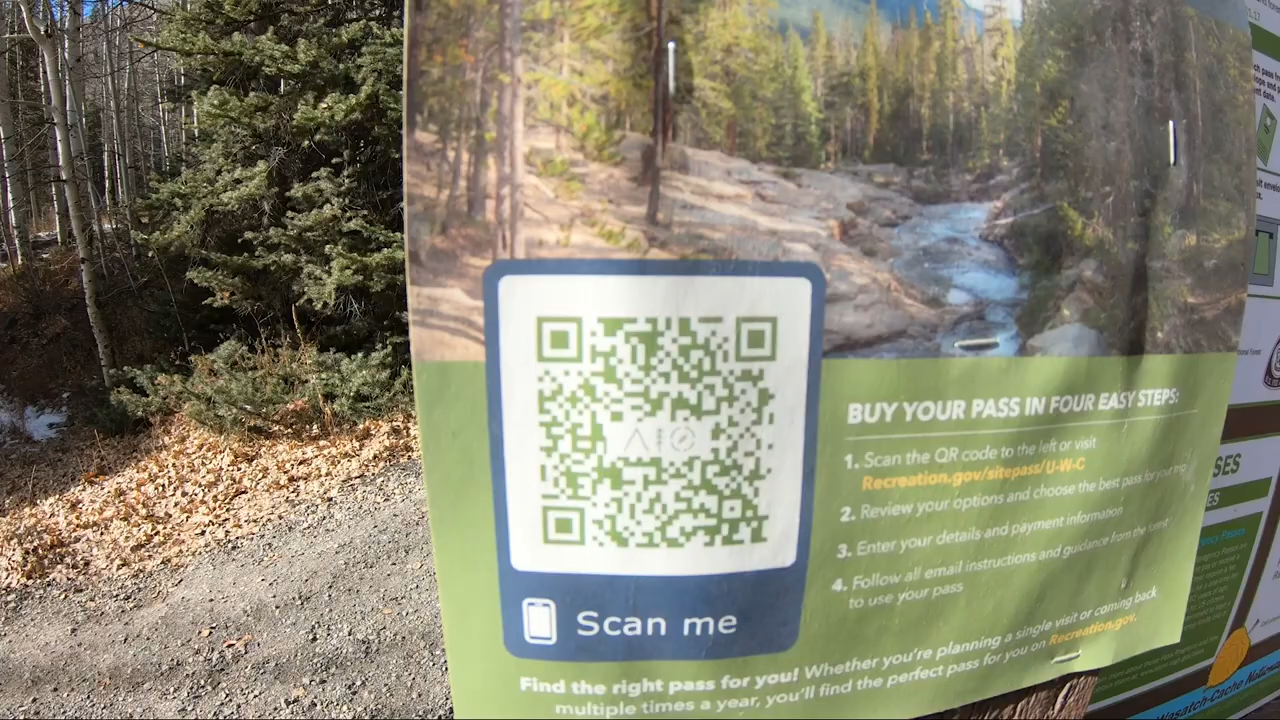 BUY YOUR PASS IN FOUR EASY STEPS:
1. Scan the QR code to the left or visit
Recreation.gov/sitepass/U-W-C
2. Review your options and choose the best pass for your trip
3. Enter your details and payment information
4. Follow all email instructions and guidance from the forest
to use your pass
Scan me
Find the right pass for you! Whether you're planning a single visit or coming back
multiple times a year, you'll find the perfect pass for you on Recreation.gov.
SES
ES
Wasatch-Cache Nation